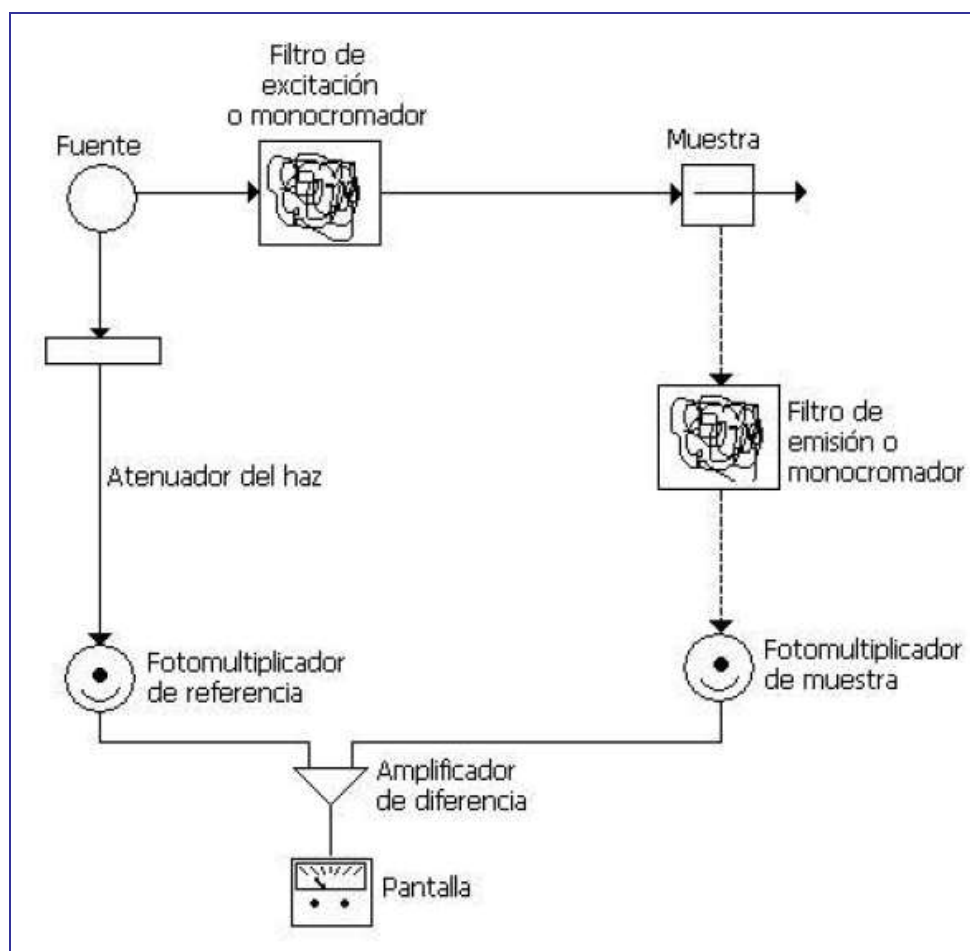 Filtro de
excitación
o monocromador
Fuente
Muestra
Filtro de
emisión o
monocromador
Atenuador del haz
Fotomultiplicador
de referencia
Fotomultiplicador
de muestra
Amplificador
de diferencia
Pantalla